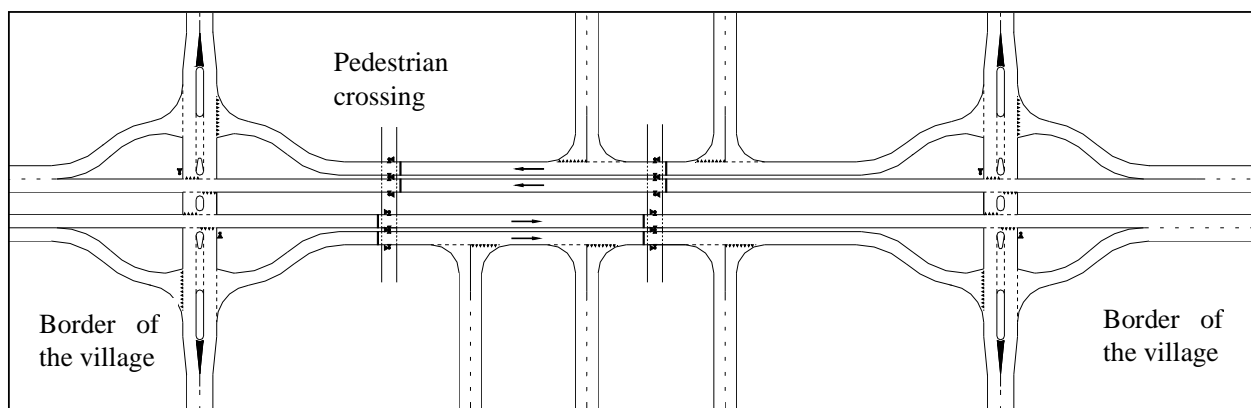 Pedestrian
crossing
Border of
the village
Border of
the village